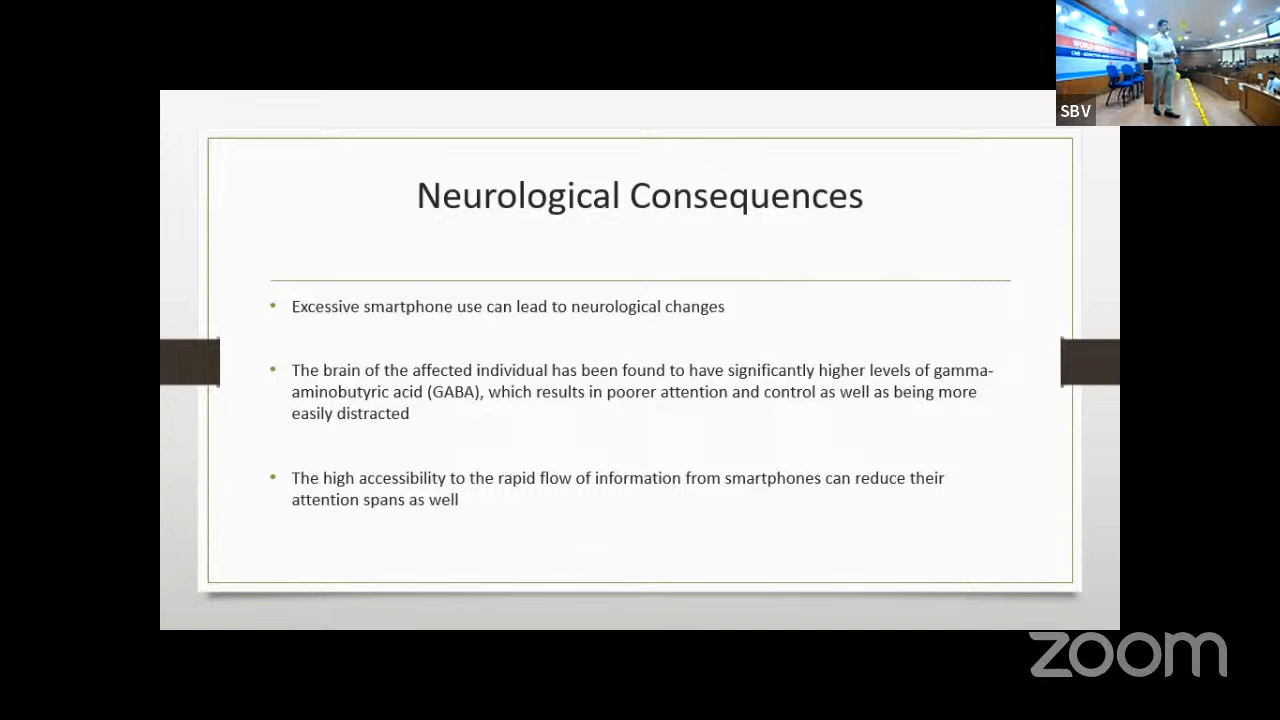 SBV
Neurological Consequences
• Excessive smartphone use can lead to neurological changes
• The brain of the affected individual has been found to have significantly higher levels of gamma-
aminobutyric acid (GABA), which results in poorer attention and control as well as being more
easily distracted
• The high accessibility to the rapid flow of information from smartphones can reduce their
attention spans as well
zoom